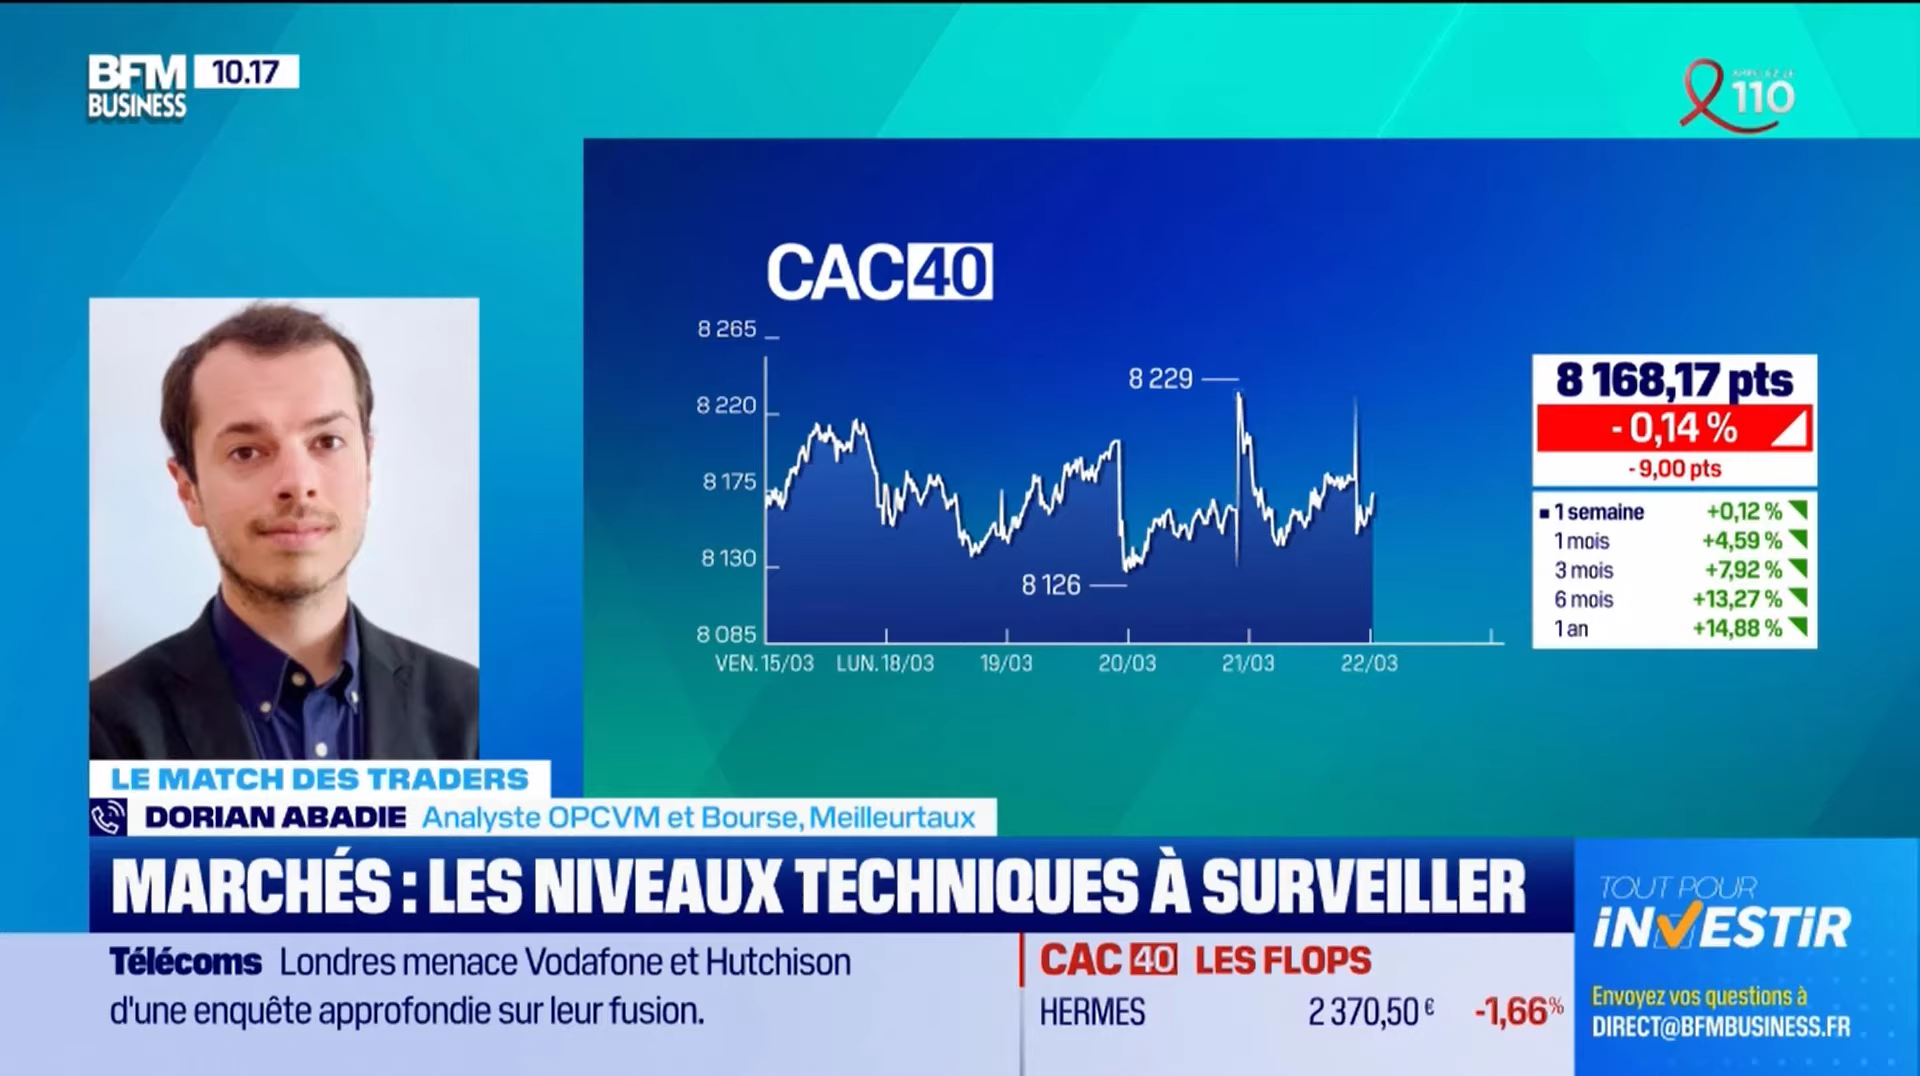 BFM
BUSINESS
10.17
110
CAC40
8 265
8 220
8 175
8 130
8 085
8 229
8 126
VEN. 15/03
LUN. 18/03
19/03
20/03
21/03
22/03
8 168,17 pts
- 0,14 %
- 9,00 pts
1 semaine +0,12 %
1 mois +4,59 %
3 mois +7,92 %
6 mois +13,27 %
1 an +14,88 %
LE MATCH DES TRADERS
DORIAN ABADIE Analyste OPCVM et Bourse, Meilleurtaux
MARCHÉS : LES NIVEAUX TECHNIQUES À SURVEILLER
Télécoms Londres menace Vodafone et Hutchison
d'une enquête approfondie sur leur fusion.
CAC 40 LES FLOPS
HERMES 2 370,50 € -1,66%
TOUT POUR
iNVESTiR
Envoyez vos questions à
DIRECT@BFMBUSINESS.FR